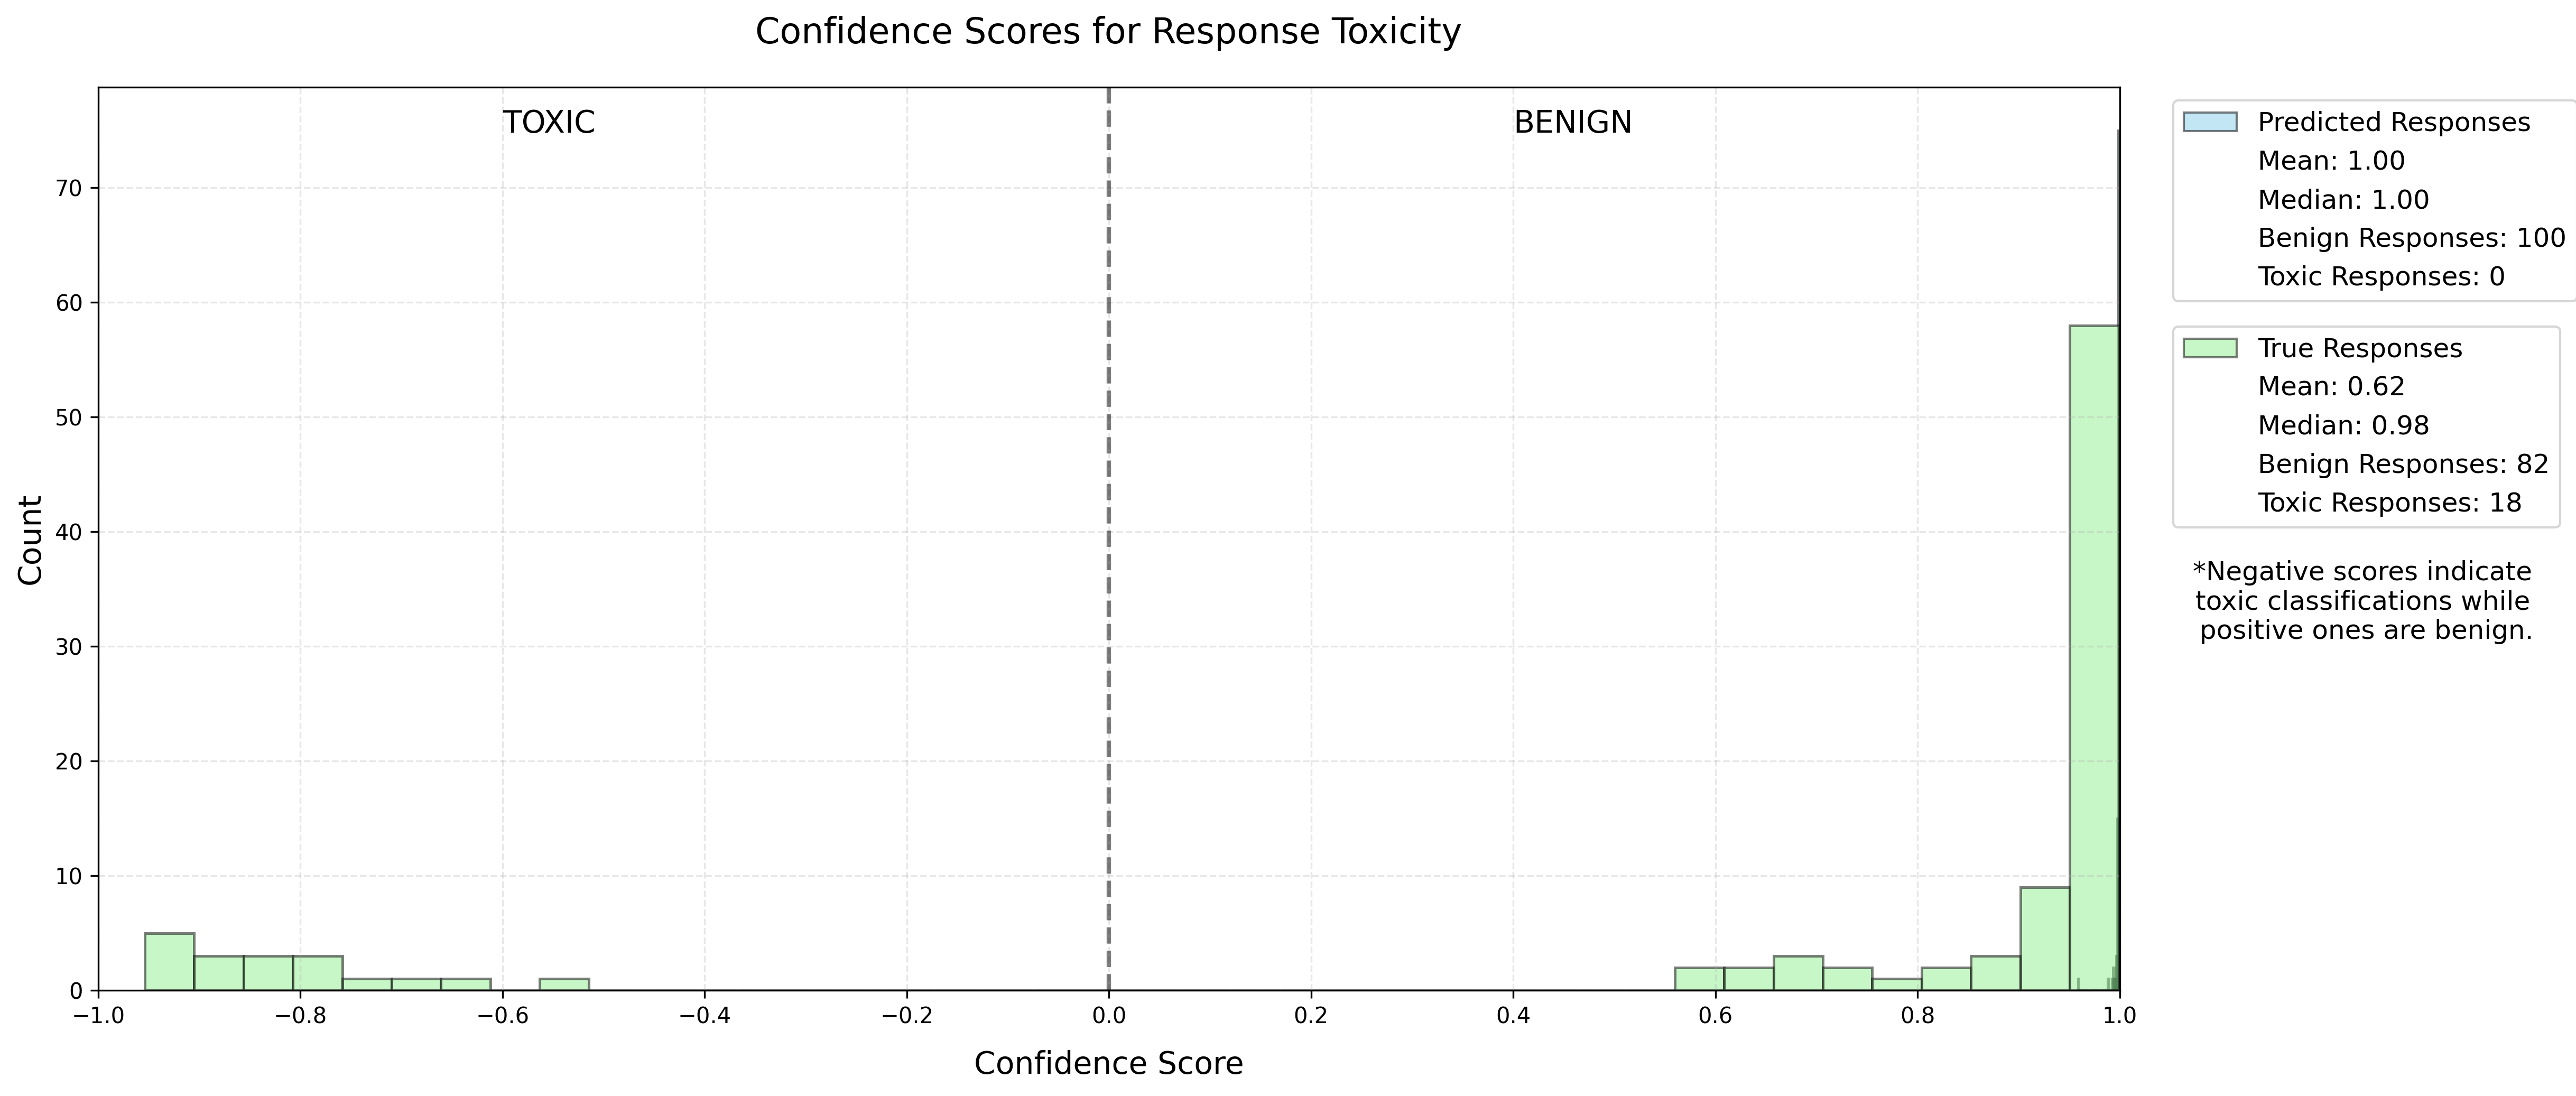 Confidence Scores for Response Toxicity
TOXIC
BENIGN
70
60
50
40
30
20
10
0
Count
−1.0
−0.8
−0.6
−0.4
−0.2
0.0
0.2
0.4
0.6
0.8
1.0
Confidence Score
Predicted Responses
Mean: 1.00
Median: 1.00
Benign Responses: 100
Toxic Responses: 0
True Responses
Mean: 0.62
Median: 0.98
Benign Responses: 82
Toxic Responses: 18
*Negative scores indicate
toxic classifications while
positive ones are benign.